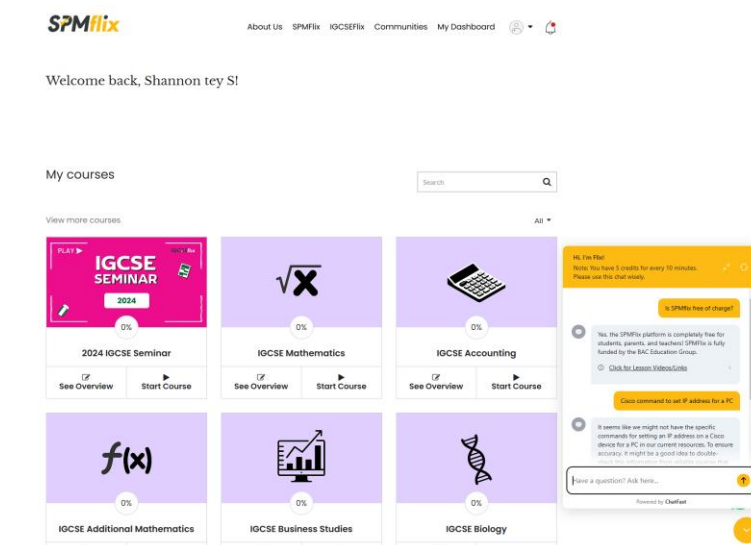 SPMflix
About Us SPMFlix IGCSEFlix Communities My Dashboard
Welcome back, Shannon tey S!
My courses
Search
View more courses
All
PLAY
IGCSE
SEMINAR
2024
0%
2024 IGCSE Seminar
See Overview
Start Course
√x
0%
IGCSE Mathematics
See Overview
Start Course
0%
IGCSE Accounting
See Overview
Start Course
f(x)
0%
IGCSE Additional Mathematics
0%
IGCSE Business Studies
0%
IGCSE Biology
Hi, I'm Flix!
Note: You have 5 credits for every 10 minutes.
Please use this chat wisely.
Is SPMflix free of charge?
Yes, the SPMFlix platform is completely free for
students, parents, and teachers! SPMFlix is fully
funded by the BAC Education Group.
Click for Lesson Videos/Links
Cisco command to set IP address for a PC
It seems like we might not have the specific
commands for setting an IP address on a Cisco
device for a PC in our current resources. To ensure
accuracy, it might be a good idea to double-
Have a question? Ask here...
Powered by ChatFast